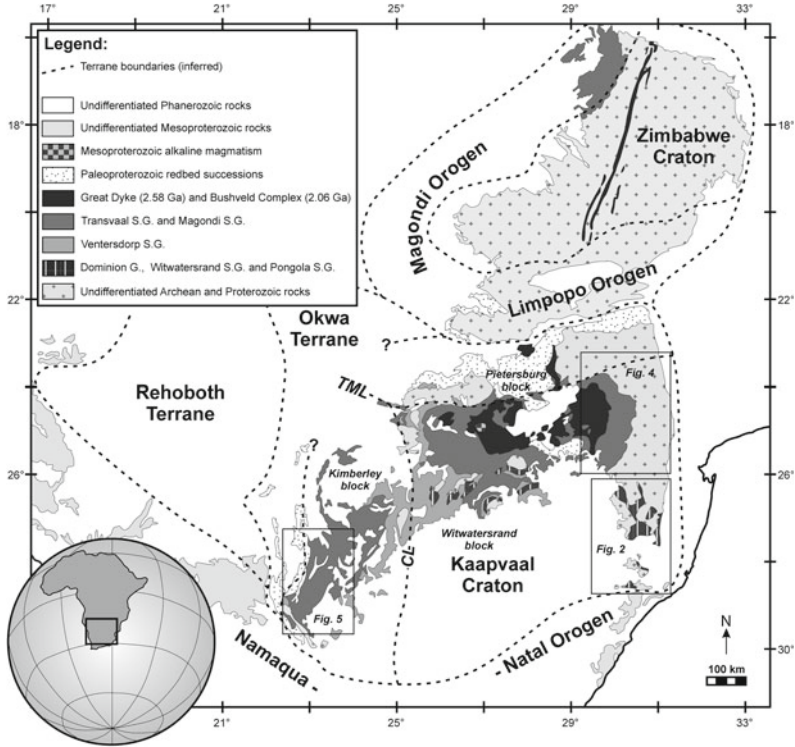 17°
21°
25°
29°
33°
Legend:
Terrane boundaries (inferred)
Undifferentiated Phanerozoic rocks
Undifferentiated Mesoproterozoic rocks
Mesoproterozoic alkaline magmatism
Paleoproterozoic redbed successions
Great Dyke (2.58 Ga) and Bushveld Complex (2.06 Ga)
Transvaal S.G. and Magondi S.G.
Ventersdorp S.G.
Dominion G., Witwatersrand S.G. and Pongola S.G.
Undifferentiated Archean and Proterozoic rocks
18°
18°
Zimbabwe
Craton
Magondi Orogen
Limpopo Orogen
22°
22°
Okwa
Terrane
?
Pietersburg
block
Fig. 4
TML
Rehoboth
Terrane
?
Kimberley
block
26°
26°
Witwatersrand
block
Kaapvaal
Craton
CL
Fig. 2
Fig. 5
Namaqua -
- Natal Orogen
N
100 km
30°
21°
25°
29°
33°